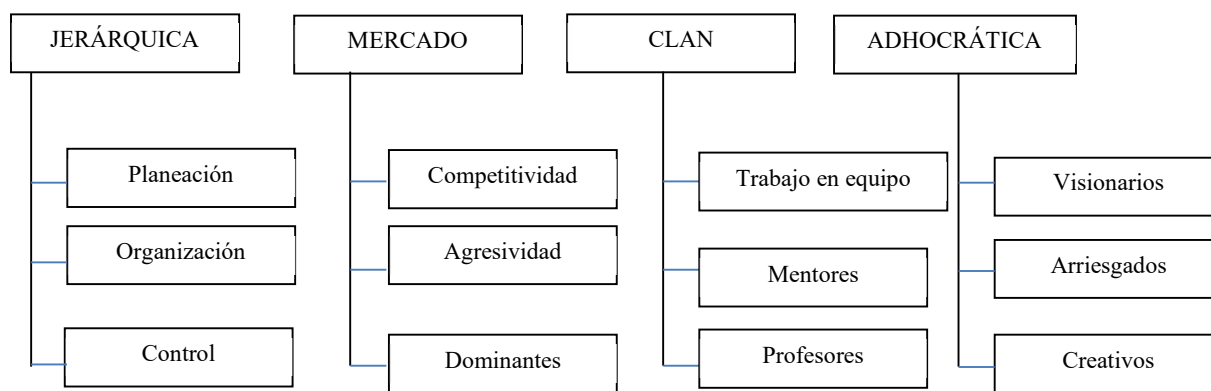 JERÁRQUICA
Planeación
Organización
Control
MERCADO
Competitividad
Agresividad
Dominantes
CLAN
Trabajo en equipo
Mentores
Profesores
ADHOCRÁTICA
Visionarios
Arriesgados
Creativos